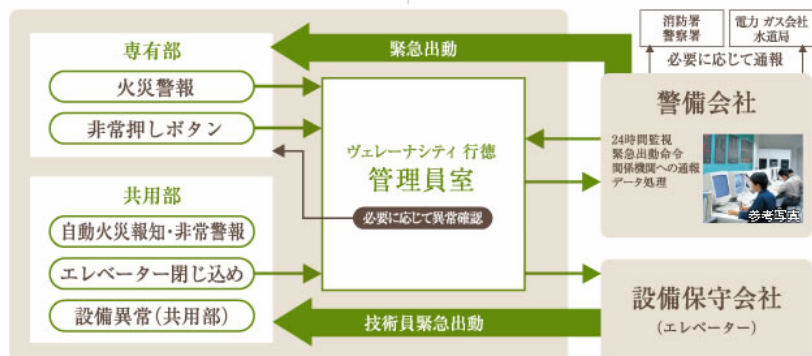 消防署
警察署
電力 ガス会社
水道局
緊急出動
必要に応じて通報
専有部
火災警報
非常押しボタン
ヴェレーナシティ 行徳
管理員室
必要に応じて異常確認
警備会社
24時間監視
緊急出動命令
関係機関への通報
データ処理
参考写真
共用部
自動火災報知・非常警報
エレベーター閉じ込め
設備異常(共用部)
技術員緊急出動
設備保守会社
(エレベーター)